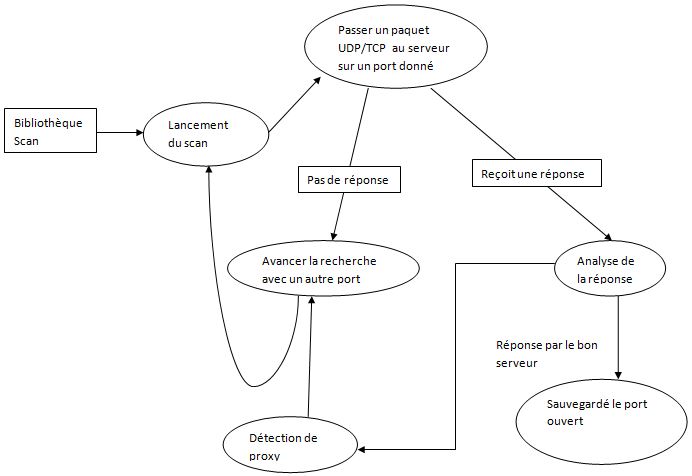 Passer un paquet
UDP/TCP au serveur
sur un port donné
Bibliothèque
Scan
Lancement
du scan
Pas de réponse
Reçoit une réponse
Avancer la recherche
avec un autre port
Analyse de
la réponse
Réponse par le bon
serveur
Sauvegardé le port
ouvert
Détection de
proxy